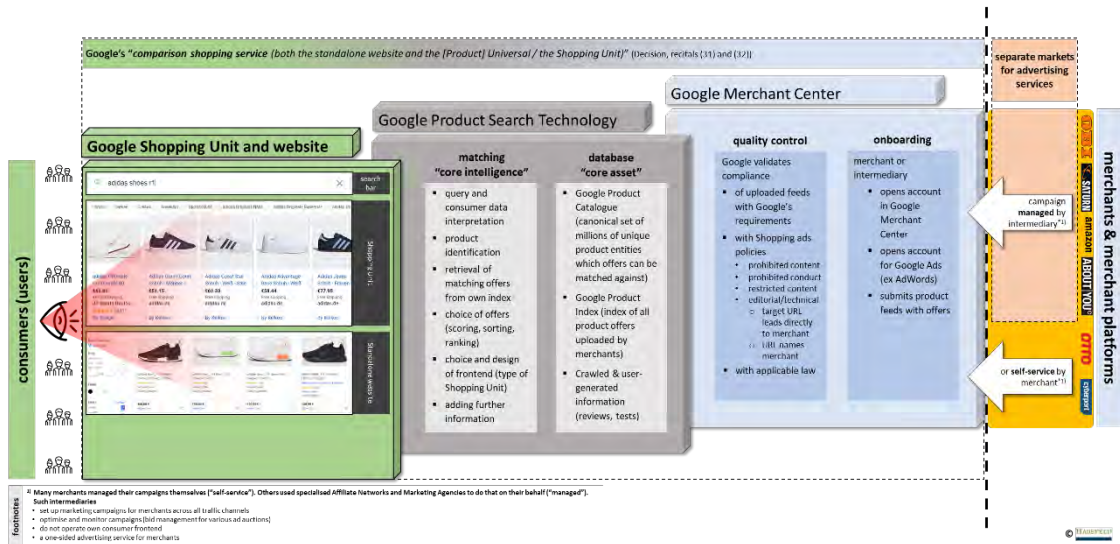 Google's "comparison shopping service (both the standalone website and the [Product] Universal / the Shopping Unit)" (Decision, recitals (31) and (32))
separate markets
for advertising
services
Google Merchant Center
Google Product Search Technology
Google Shopping Unit and website
consumers (users)
adidas shoes r1
search
bar
Shopping Unit
Standalone website
matching
"core intelligence"
▪ query and
consumer data
interpretation
▪ product
identification
▪ retrieval of
matching offers
from own index
▪ choice of offers
(scoring, sorting,
ranking)
▪ choice and design
of frontend (type of
Shopping Unit)
▪ adding further
information
database
"core asset"
▪ Google Product
Catalogue
(canonical set of
millions of unique
product entities
which offers can be
matched against)
▪ Google Product
Index (index of all
product offers
uploaded by
merchants)
▪ Crawled & user-
generated
information
(reviews, tests)
quality control
Google validates
compliance
▪ of uploaded feeds
with Google's
requirements
▪ with Shopping ads
policies
• prohibited content
• prohibited conduct
• restricted content
• editorial/technical
○ target URL
leads directly
to merchant
○ URL names
merchant
▪ with applicable law
onboarding
merchant or
intermediary
▪ opens account
in Google
Merchant
Center
▪ opens account
for Google Ads
(ex AdWords)
▪ submits product
feeds with offers
campaign
managed by
intermediary*1)
or self-service by
merchant*1)
OBI
SATURN
amazon
ABOUT YOU
OTTO
cyberport
merchants & merchant platforms
footnotes
1) Many merchants managed their campaigns themselves ("self-service"). Others used specialised Affiliate Networks and Marketing Agencies to do that on their behalf ("managed").
Such intermediaries
• set up marketing campaigns for merchants across all traffic channels
• optimise and monitor campaigns (bid management for various ad auctions)
• do not operate own consumer frontend
• a one-sided advertising service for merchants
©